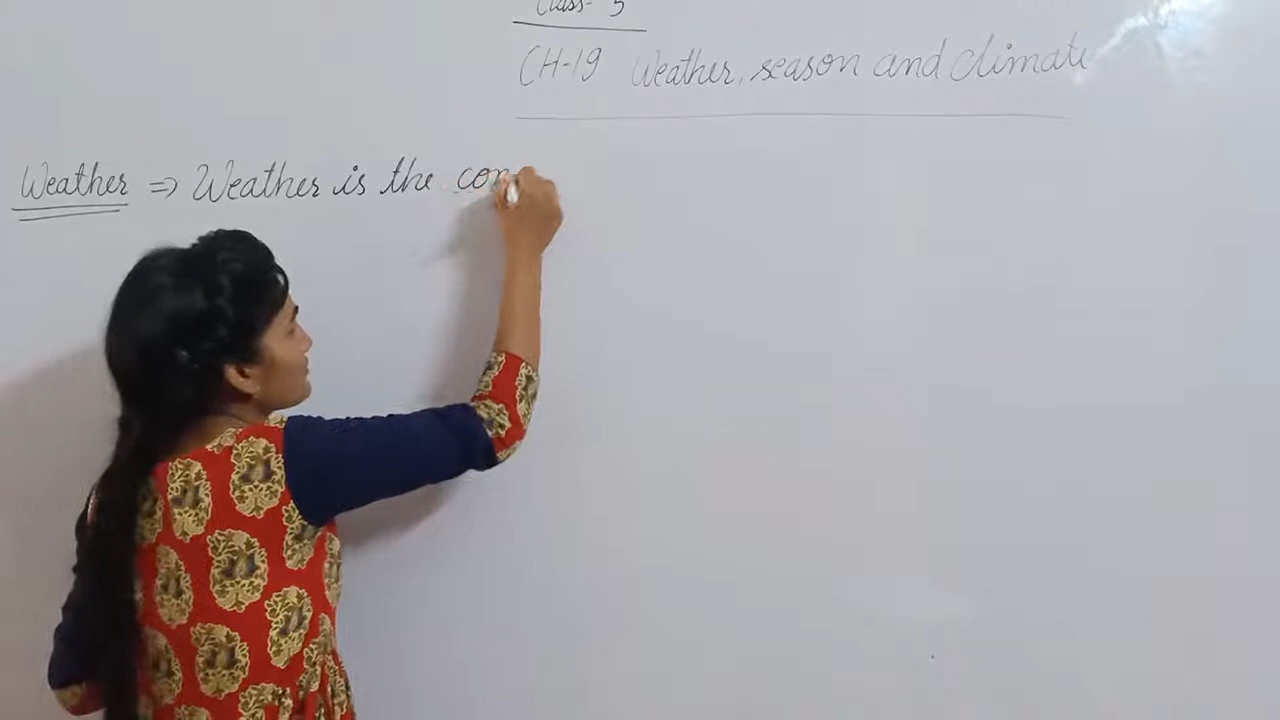 Class- 5
CH-19 Weather, season and climate
Weather ⇒ Weather is the con